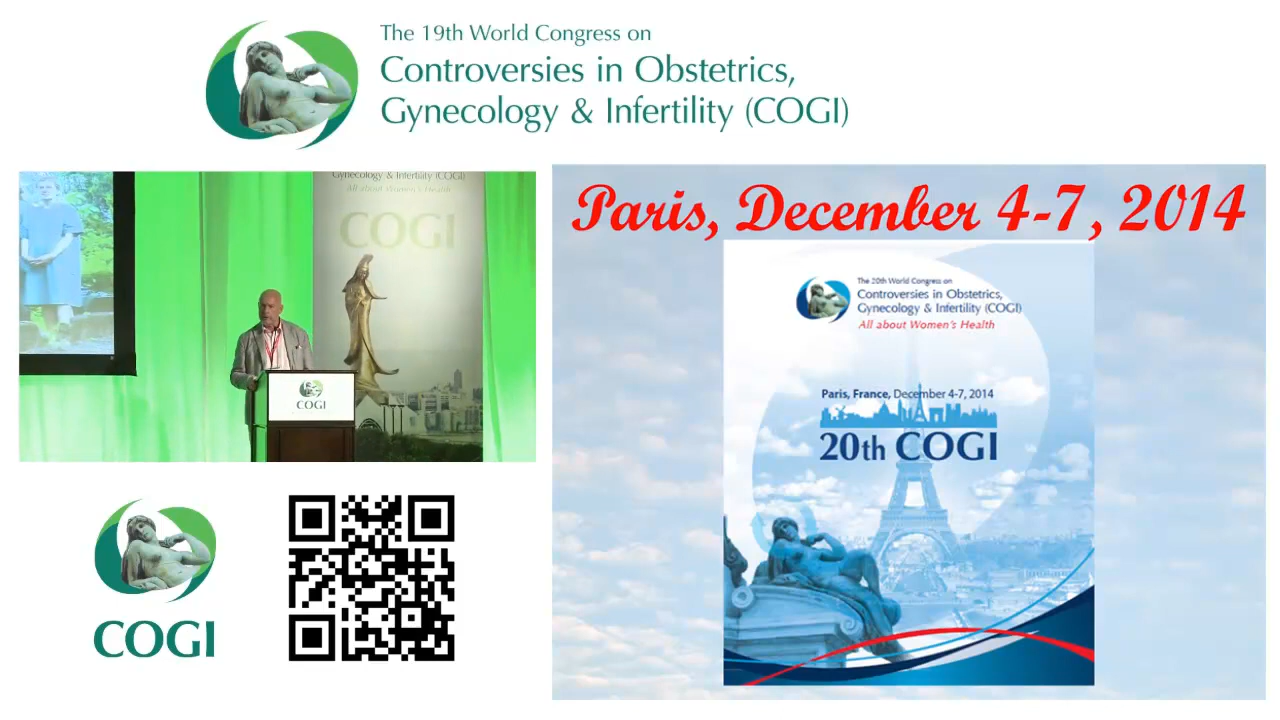 The 19th World Congress on
Controversies in Obstetrics,
Gynecology & Infertility (COGI)
Gynecology & Infertility (COGI)
All about Women's Health
COGI
COGI
COGI
Paris, December 4-7, 2014
The 20th World Congress on
Controversies in Obstetrics,
Gynecology & Infertility (COGI)
All about Women's Health
Paris, France, December 4-7, 2014
20th COGI